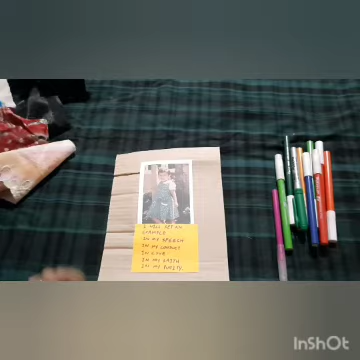 I WILL SET AN
EXAMPLE
IN MY SPEECH
IN MY CONDUCT
IN LOVE
IN MY FAITH
IN MY PURITY.
InShOt